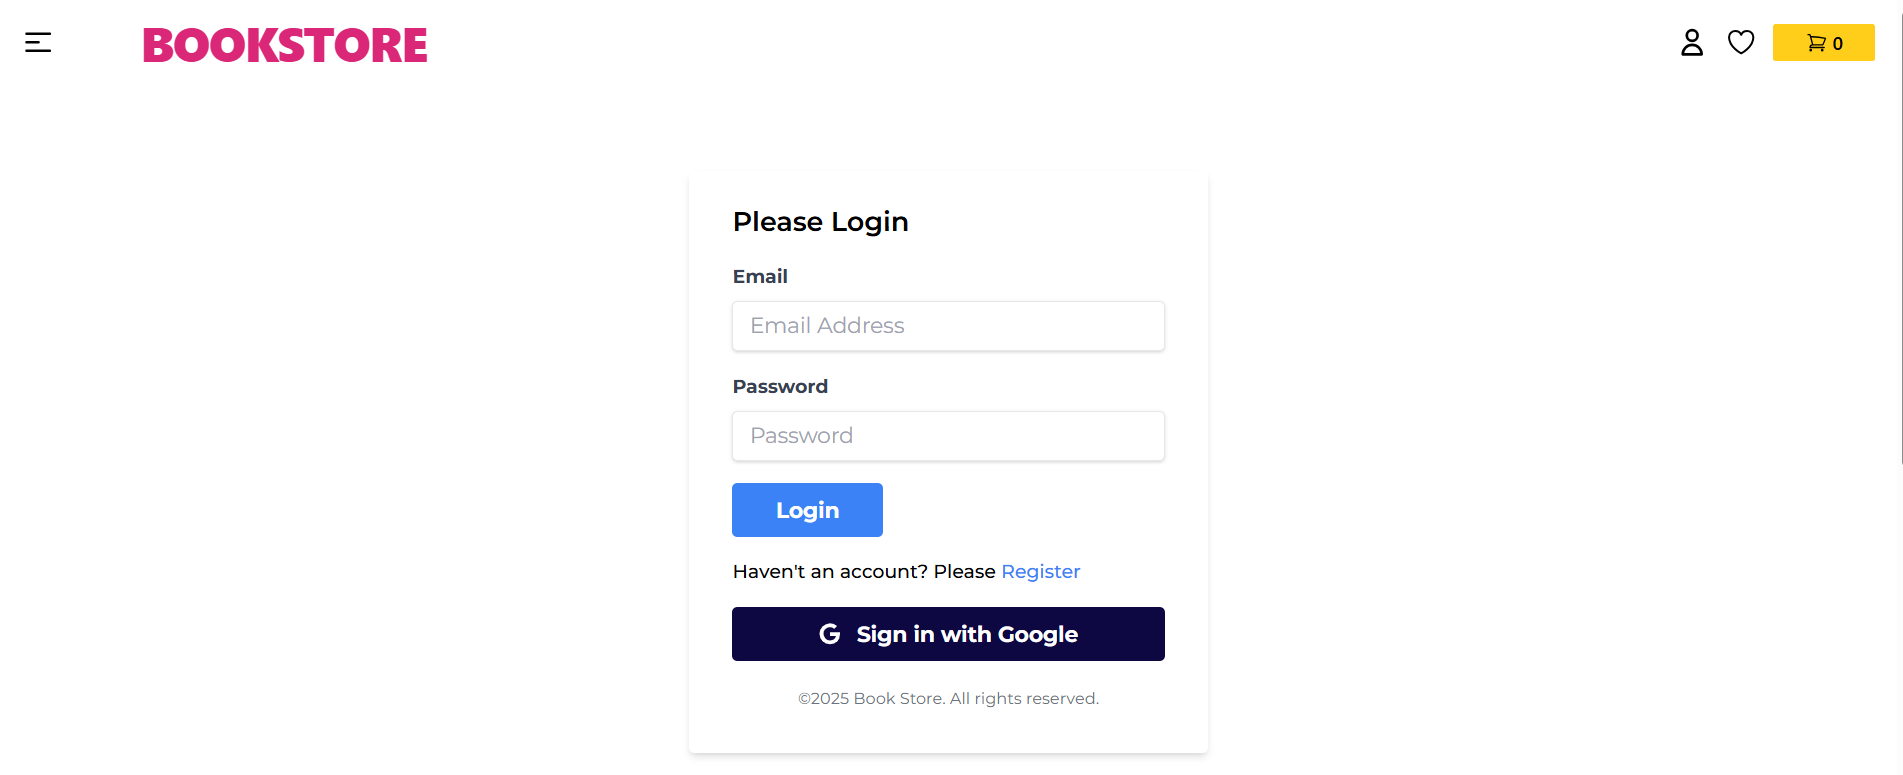 BOOKSTORE
0
Please Login
Email
Email Address
Password
Password
Login
Haven't an account? Please Register
Sign in with Google
©2025 Book Store. All rights reserved.